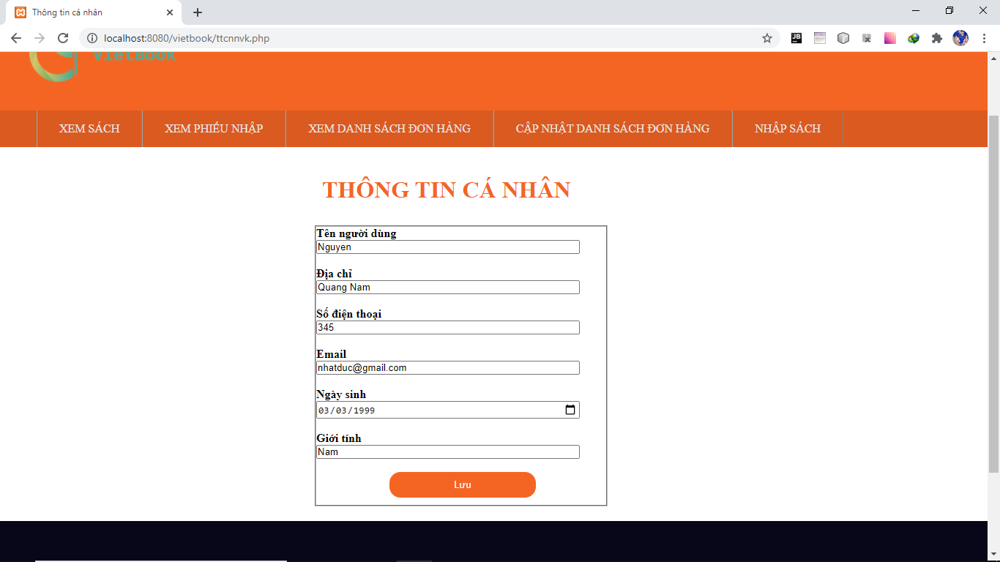 Thông tin cá nhân
localhost:8080/vietbook/ttcnnvk.php
VietBook
XEM SÁCH XEM PHIẾU NHẬP XEM DANH SÁCH ĐƠN HÀNG CẬP NHẬT DANH SÁCH ĐƠN HÀNG NHẬP SÁCH
THÔNG TIN CÁ NHÂN
Tên người dùng
Nguyen
Địa chỉ
Quang Nam
Số điện thoại
345
Email
nhatduc@gmail.com
Ngày sinh
03/03/1999
Giới tính
Nam
Lưu